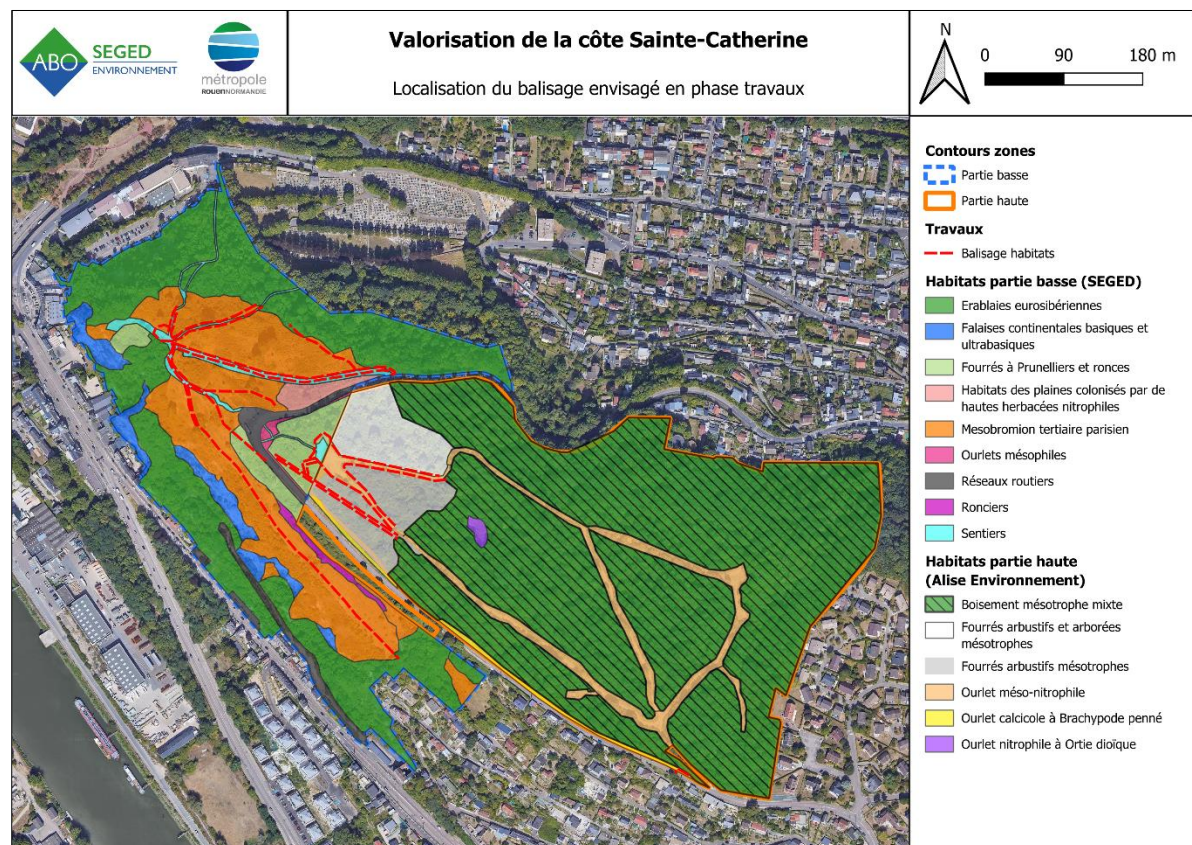 ABO
SEGED
ENVIRONNEMENT
métropole
ROUENNORMANDIE
Valorisation de la côte Sainte-Catherine
Localisation du balisage envisagé en phase travaux
N
0 90 180 m
Contours zones
Partie basse
Partie haute
Travaux
Balisage habitats
Habitats partie basse (SEGED)
Erablaies eurosibériennes
Falaises continentales basiques et
ultrabasiques
Fourrés à Prunelliers et ronces
Habitats des plaines colonisés par de
hautes herbacées nitrophiles
Mesobromion tertiaire parisien
Ourlets mésophiles
Réseaux routiers
Ronciers
Sentiers
Habitats partie haute
(Alise Environnement)
Boisement mésotrophe mixte
Fourrés arbustifs et arborées
mésotrophes
Fourrés arbustifs mésotrophes
Ourlet méso-nitrophile
Ourlet calcicole à Brachypode penné
Ourlet nitrophile à Ortie dioïque